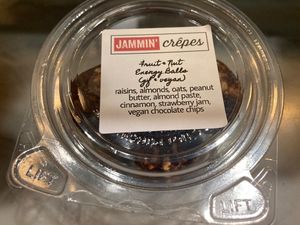 JAMMIN' crêpes
Fruit + Nut
Energy Balls
(gf + vegan)
raisins, almonds, oats, peanut
butter, almond paste,
cinnamon, strawberry jam,
vegan chocolate chips
LIFT
LIFT